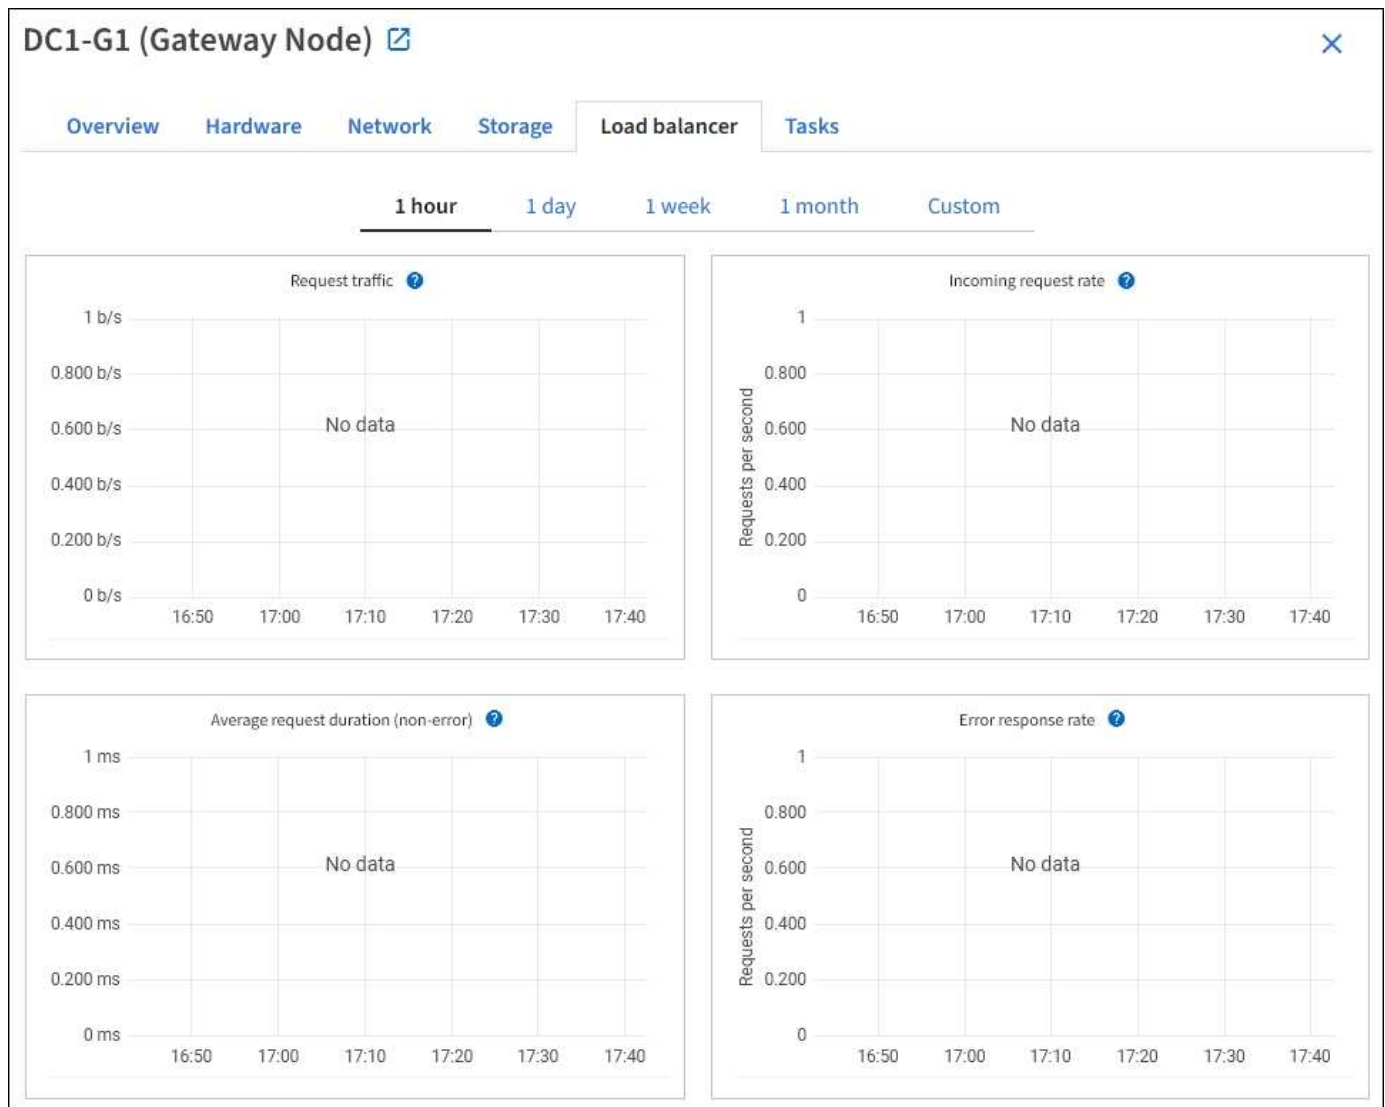 DC1-G1 (Gateway Node)
Overview Hardware Network Storage Load balancer Tasks
1 hour 1 day 1 week 1 month Custom
Request traffic
1 b/s
0.800 b/s
0.600 b/s
0.400 b/s
0.200 b/s
0 b/s
No data
16:50 17:00 17:10 17:20 17:30 17:40
Incoming request rate
Requests per second
1
0.800
0.600
0.400
0.200
0
No data
16:50 17:00 17:10 17:20 17:30 17:40
Average request duration (non-error)
1 ms
0.800 ms
0.600 ms
0.400 ms
0.200 ms
0 ms
No data
16:50 17:00 17:10 17:20 17:30 17:40
Error response rate
Requests per second
1
0.800
0.600
0.400
0.200
0
No data
16:50 17:00 17:10 17:20 17:30 17:40